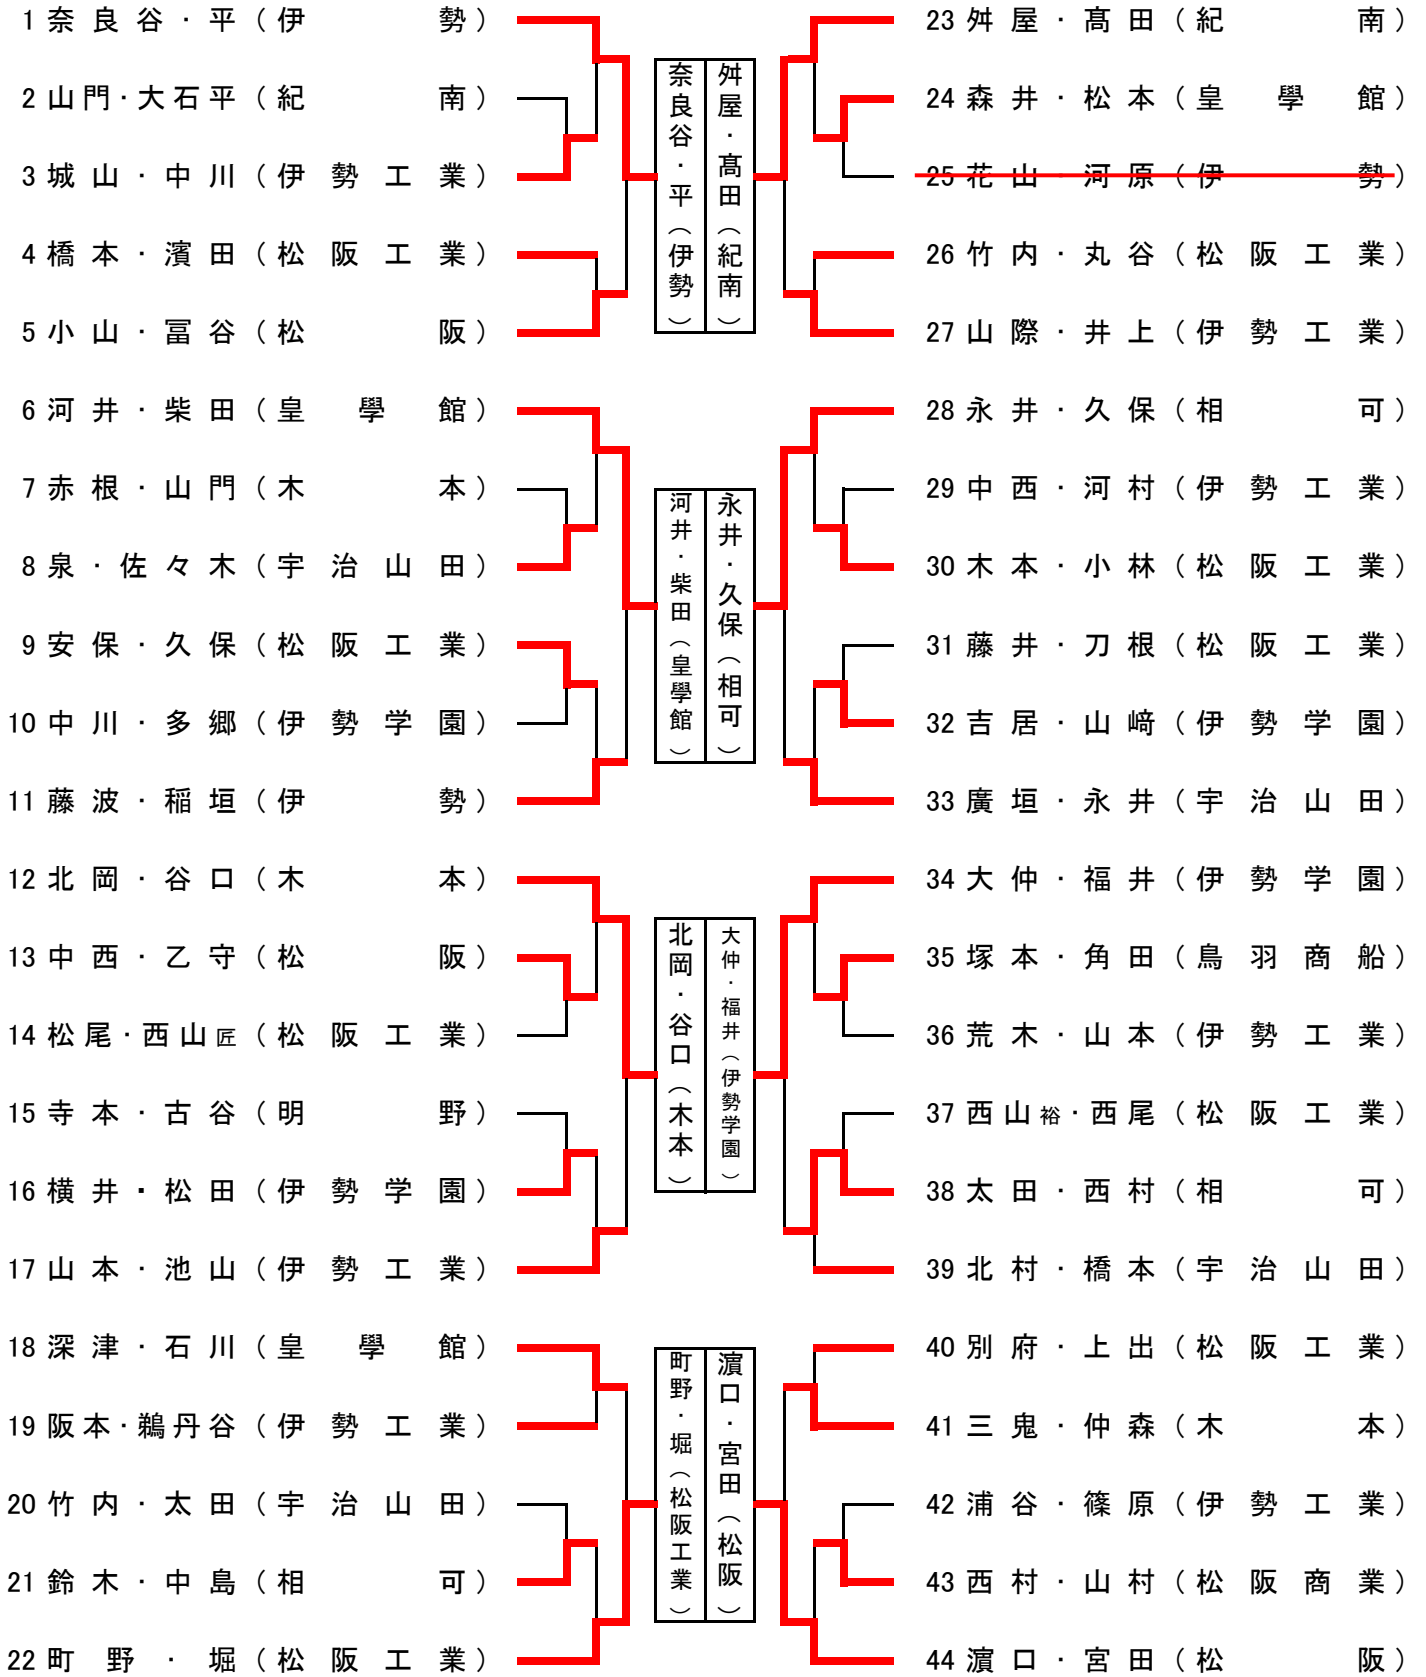 1 奈良谷・平(伊勢)
2 山門・大石平(紀南)
3 城山・中川(伊勢工業)
4 橋本・濱田(松阪工業)
5 小山・冨谷(松阪)
6 河井・柴田(皇學館)
7 赤根・山門(木本)
8 泉・佐々木(宇治山田)
9 安保・久保(松阪工業)
10 中川・多郷(伊勢学園)
11 藤波・稲垣(伊勢)
12 北岡・谷口(木本)
13 中西・乙守(松阪)
14 松尾・西山匠(松阪工業)
15 寺本・古谷(明野)
16 横井・松田(伊勢学園)
17 山本・池山(伊勢工業)
18 深津・石川(皇學館)
19 阪本・鵜丹谷(伊勢工業)
20 竹内・太田(宇治山田)
21 鈴木・中島(相可)
22 町野・堀(松阪工業)
奈良谷・平(伊勢)
舛屋・髙田(紀南)
河井・柴田(皇學館)
永井・久保(相可)
北岡・谷口(木本)
大仲・福井(伊勢学園)
町野・堀(松阪工業)
濵口・宮田(松阪)
23 舛屋・髙田(紀南)
24 森井・松本(皇學館)
25 花山・河原(伊勢)
26 竹内・丸谷(松阪工業)
27 山際・井上(伊勢工業)
28 永井・久保(相可)
29 中西・河村(伊勢工業)
30 木本・小林(松阪工業)
31 藤井・刀根(松阪工業)
32 吉居・山﨑(伊勢学園)
33 廣垣・永井(宇治山田)
34 大仲・福井(伊勢学園)
35 塚本・角田(鳥羽商船)
36 荒木・山本(伊勢工業)
37 西山裕・西尾(松阪工業)
38 太田・西村(相可)
39 北村・橋本(宇治山田)
40 別府・上出(松阪工業)
41 三鬼・仲森(木本)
42 浦谷・篠原(伊勢工業)
43 西村・山村(松阪商業)
44 濵口・宮田(松阪)